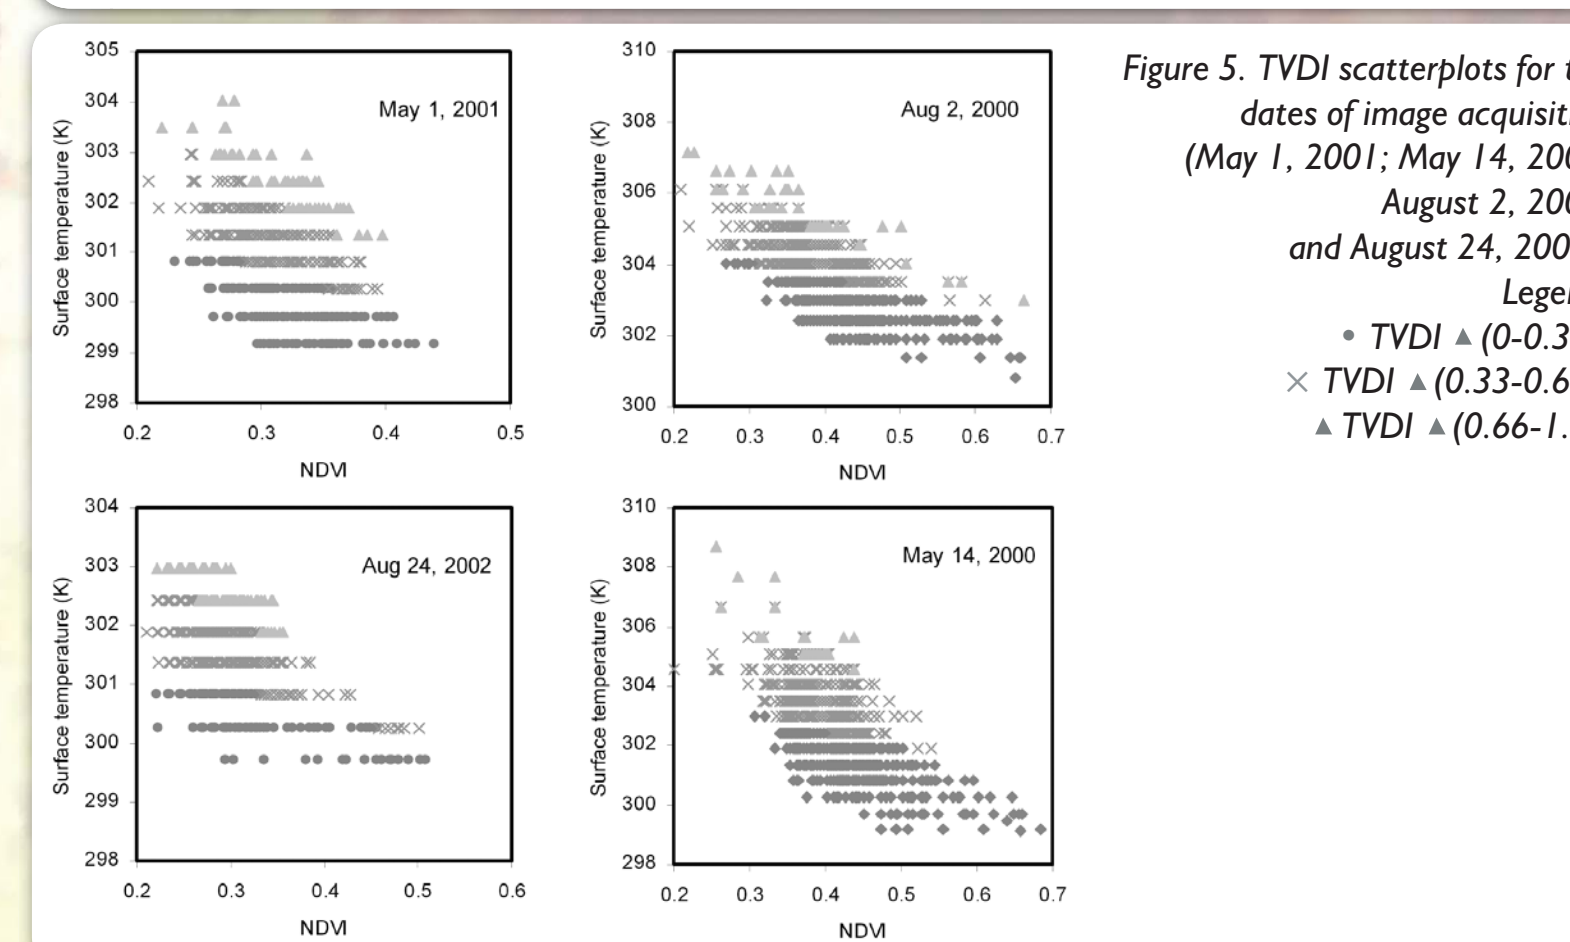 305
304
303
302
301
300
299
298
0.2 0.3 0.4 0.5
Surface temperature (K)
NDVI
May 1, 2001
310
308
306
304
302
300
0.2 0.3 0.4 0.5 0.6 0.7
Surface temperature (K)
NDVI
Aug 2, 2000
304
303
302
301
300
299
298
0.2 0.3 0.4 0.5 0.6
Surface temperature (K)
NDVI
Aug 24, 2002
310
308
306
304
302
300
298
0.2 0.3 0.4 0.5 0.6 0.7
Surface temperature (K)
NDVI
May 14, 2000
Figure 5. TVDI scatterplots for
dates of image
(May 1, 2001; May 14,
August 2,
and August 24,
• TVDI ▲ (0-0.3
× TVDI ▲ (0.33-0.6
▲ TVDI ▲ (0.66-1.